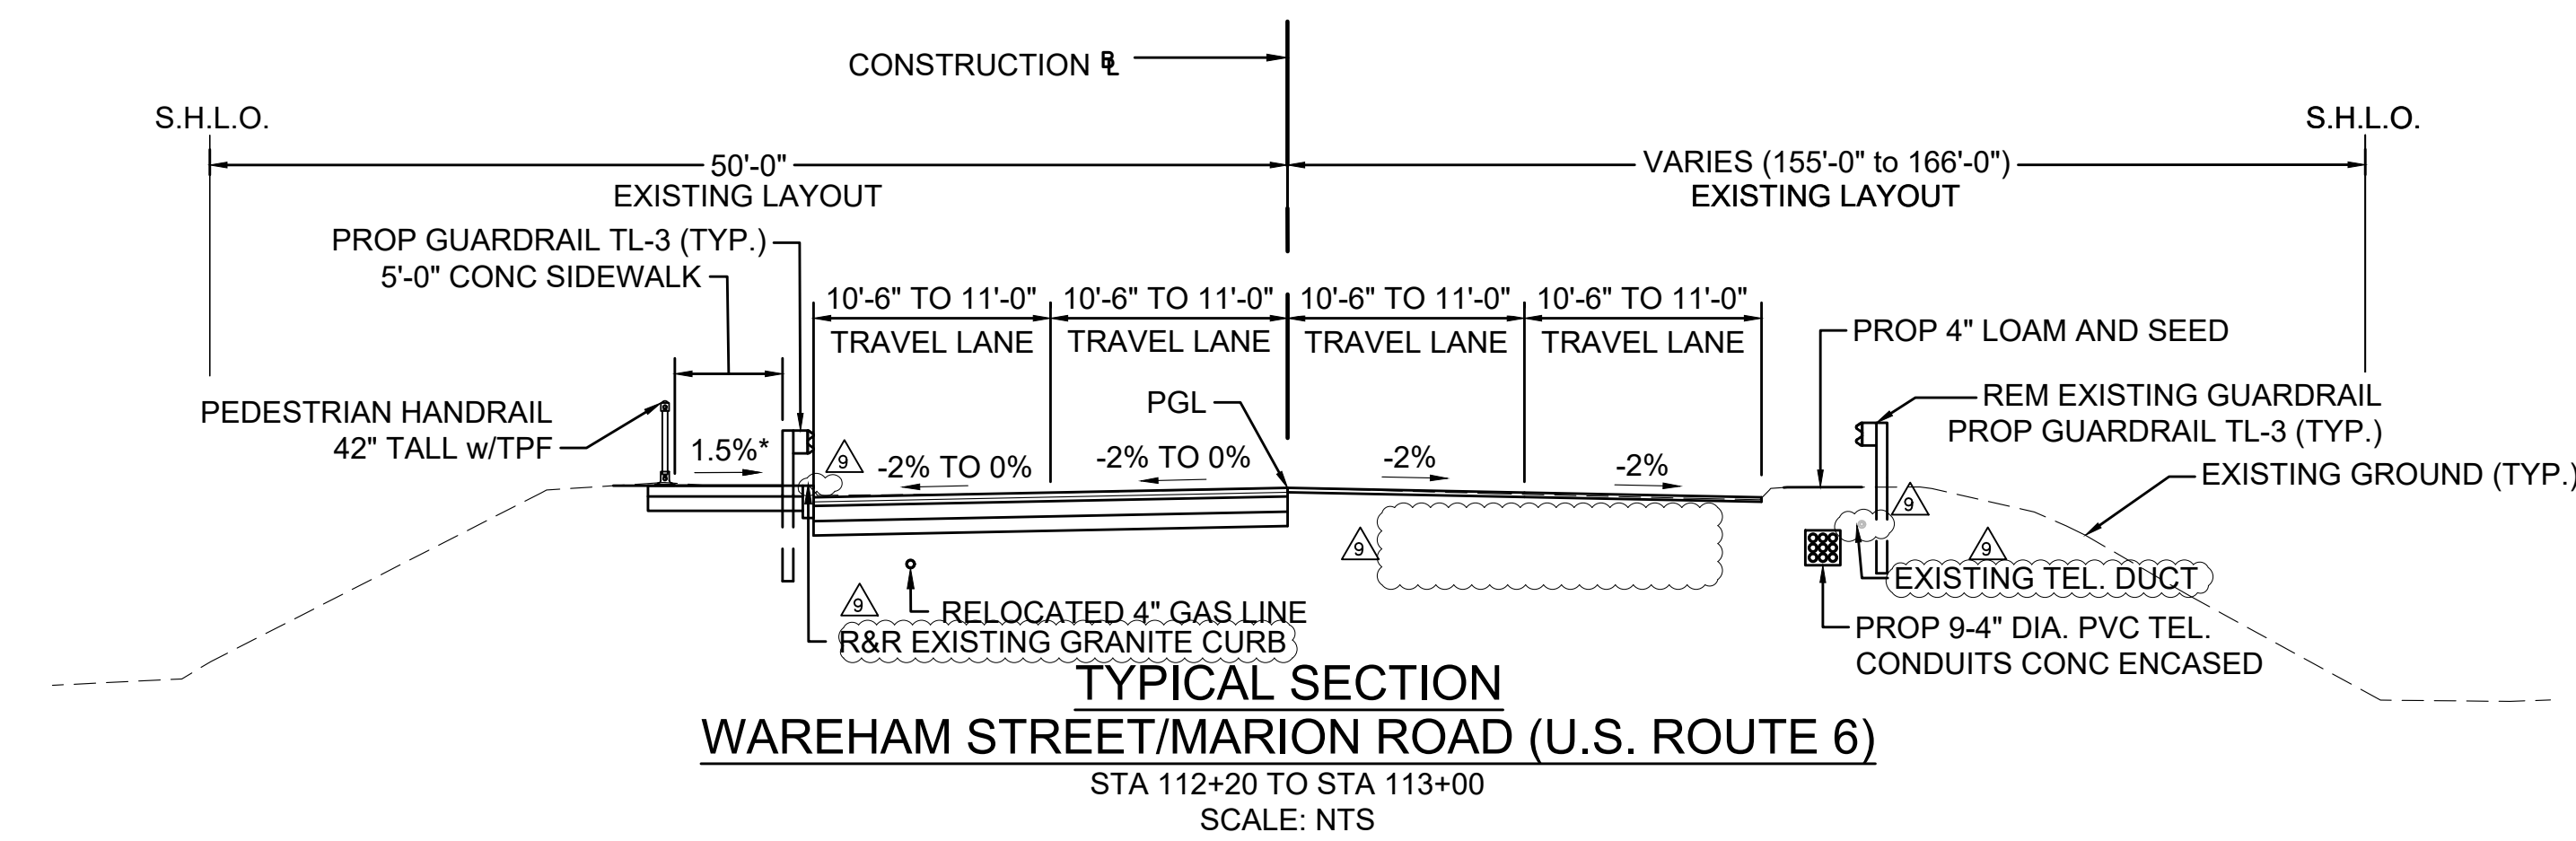 CONSTRUCTION BL
S.H.L.O.
S.H.L.O.
50'-0"
EXISTING LAYOUT
VARIES (155'-0" to 166'-0")
EXISTING LAYOUT
PROP GUARDRAIL TL-3 (TYP.)
5'-0" CONC SIDEWALK
10'-6" TO 11'-0"
TRAVEL LANE
10'-6" TO 11'-0"
TRAVEL LANE
10'-6" TO 11'-0"
TRAVEL LANE
10'-6" TO 11'-0"
TRAVEL LANE
PROP 4" LOAM AND SEED
PEDESTRIAN HANDRAIL
42" TALL w/TPF
PGL
REM EXISTING GUARDRAIL
PROP GUARDRAIL TL-3 (TYP.)
1.5%*
9
-2% TO 0%
-2% TO 0%
-2%
-2%
EXISTING GROUND (TYP.)
9
9
9
EXISTING TEL. DUCT
9
RELOCATED 4" GAS LINE
R&R EXISTING GRANITE CURB
PROP 9-4" DIA. PVC TEL.
CONDUITS CONC ENCASED
TYPICAL SECTION
WAREHAM STREET/MARION ROAD (U.S. ROUTE 6)
STA 112+20 TO STA 113+00
SCALE: NTS